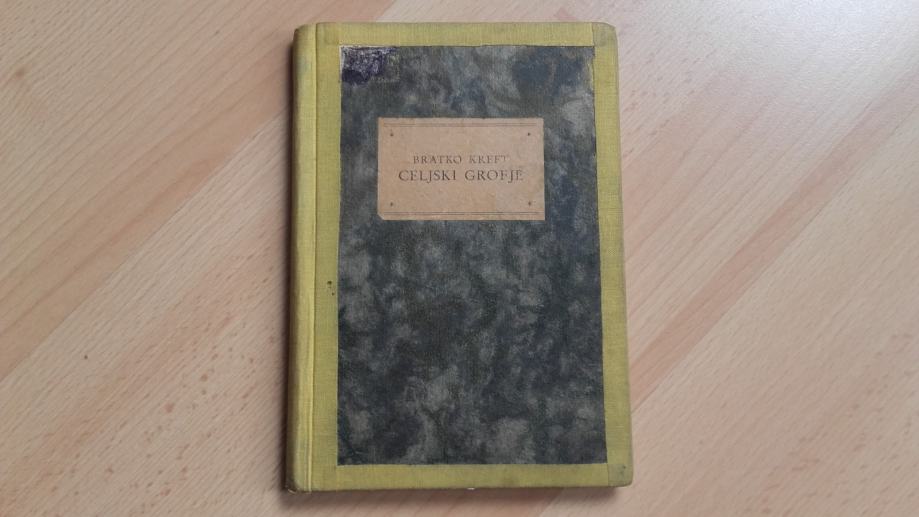 BRATKO KREFT
CELJSKI GROFJE